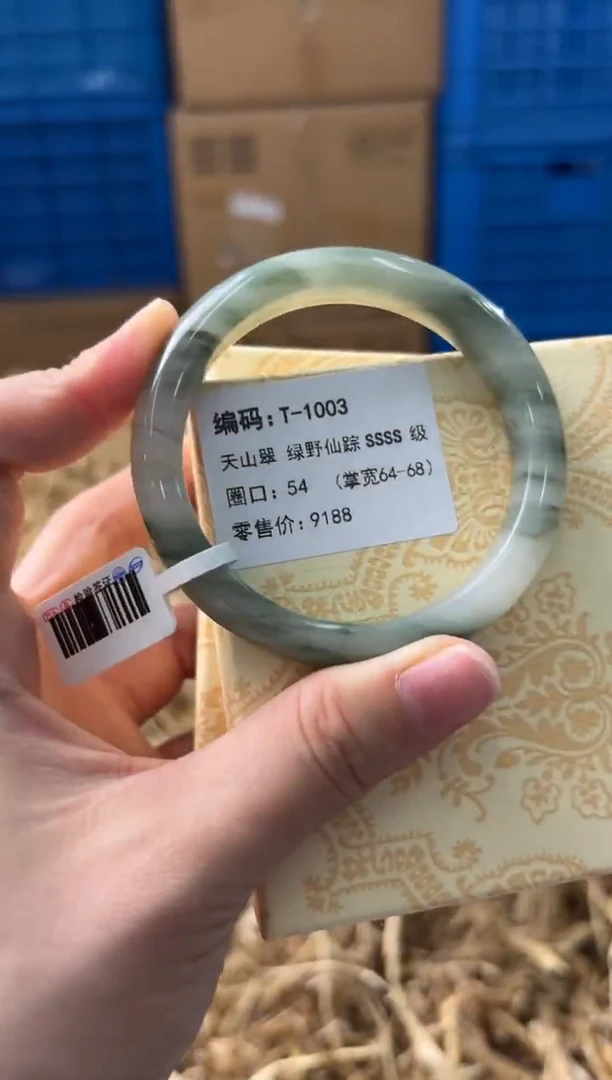 编码：T-1003
天山翠 绿野仙踪 SSSS 级
圈口：54 （掌宽64-68）
零售价：9188